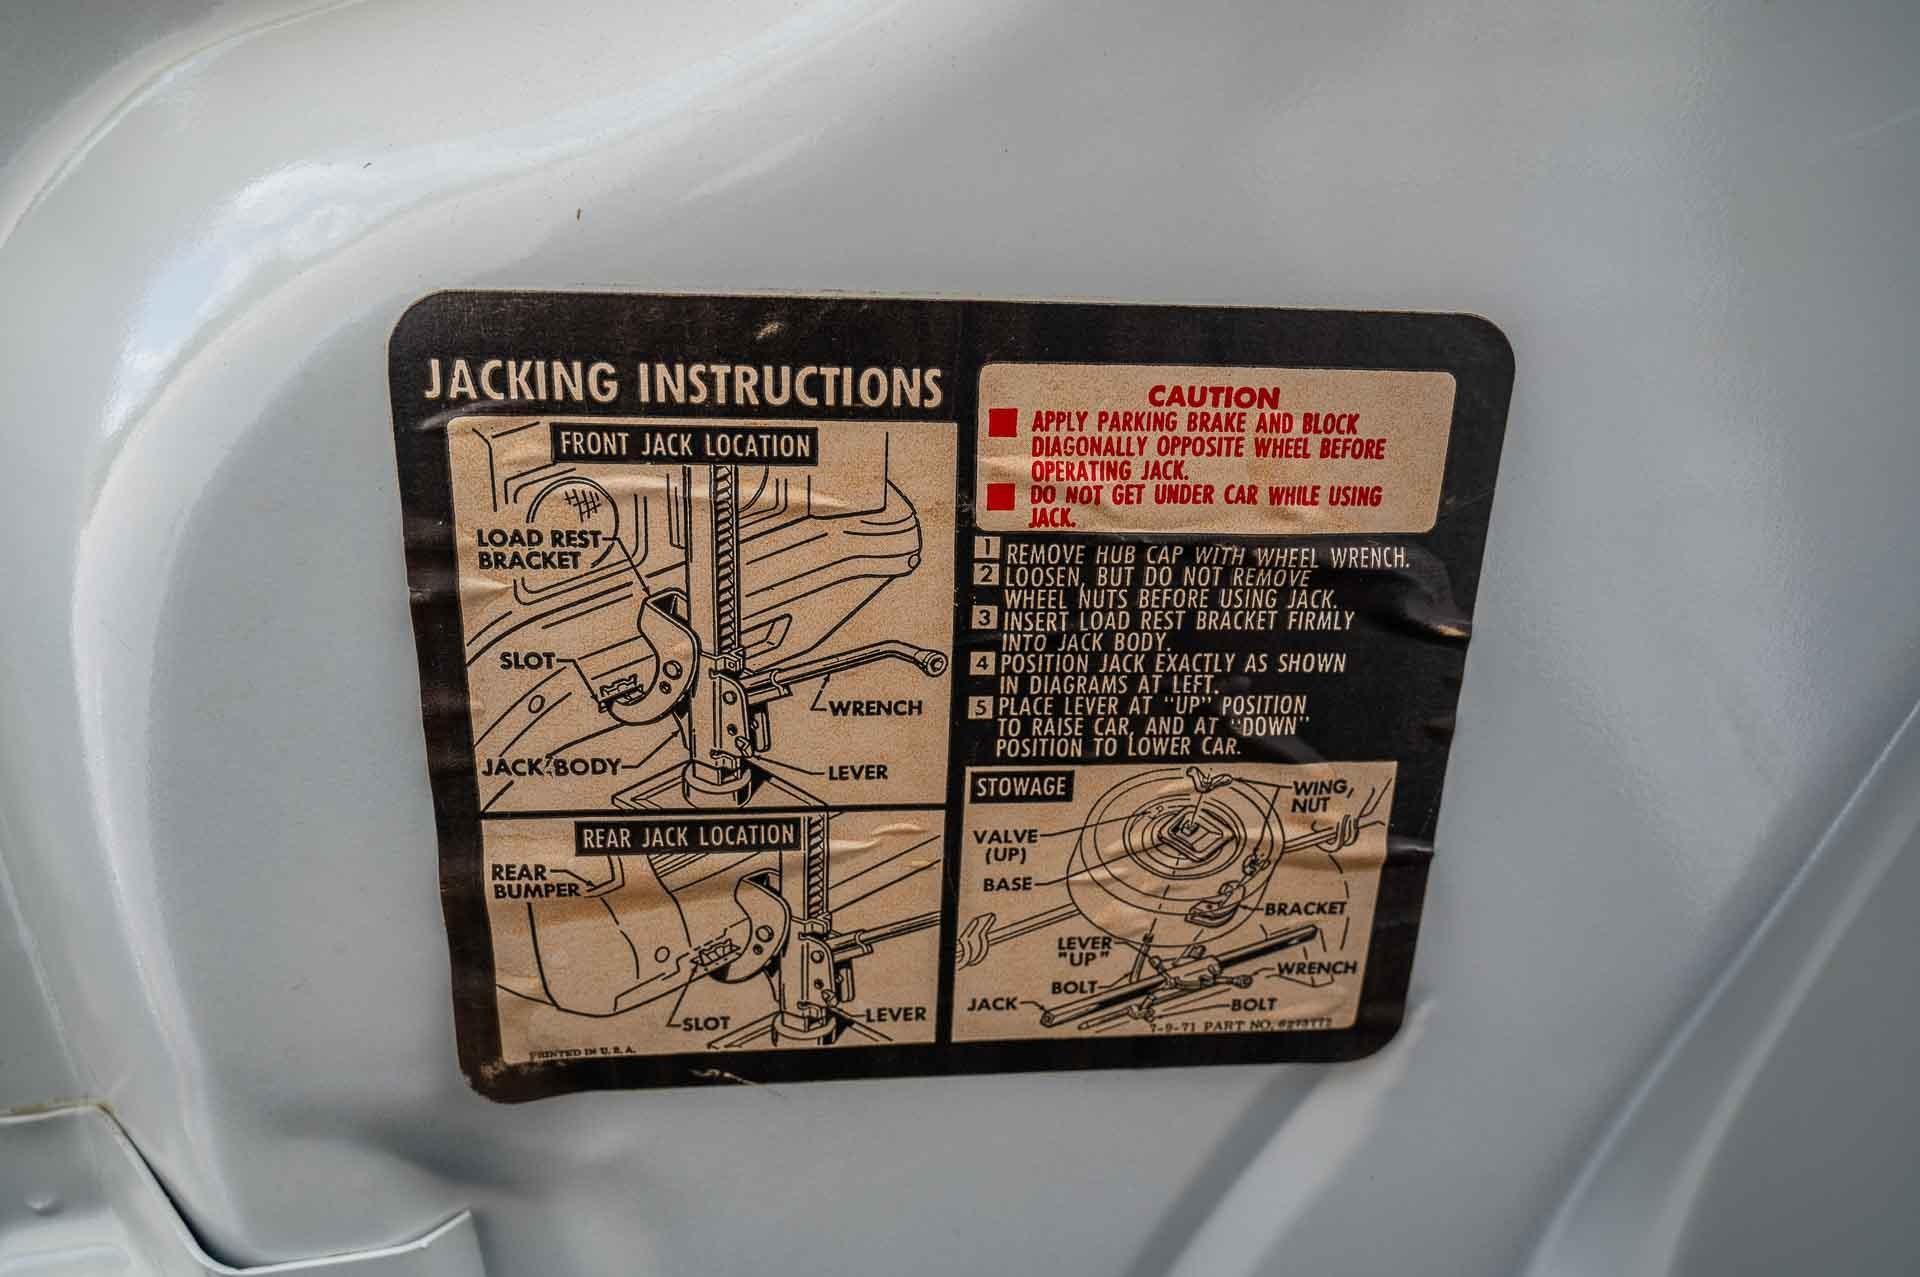 JACKING INSTRUCTIONS
FRONT JACK LOCATION
LOAD REST
BRACKET
SLOT
WRENCH
JACK BODY
LEVER
REAR JACK LOCATION
REAR
BUMPER
SLOT
LEVER
PRINTED IN U. S. A.
CAUTION
APPLY PARKING BRAKE AND BLOCK
DIAGONALLY OPPOSITE WHEEL BEFORE
OPERATING JACK.
DO NOT GET UNDER CAR WHILE USING
JACK.
1 REMOVE HUB CAP WITH WHEEL WRENCH.
2 LOOSEN, BUT DO NOT REMOVE
WHEEL NUTS BEFORE USING JACK.
3 INSERT LOAD REST BRACKET FIRMLY
INTO JACK BODY.
4 POSITION JACK EXACTLY AS SHOWN
IN DIAGRAMS AT LEFT.
5 PLACE LEVER AT "UP" POSITION
TO RAISE CAR, AND AT "DOWN"
POSITION TO LOWER CAR.
STOWAGE
WING
NUT
VALVE
(UP)
BASE
BRACKET
LEVER
"UP"
WRENCH
BOLT
JACK
BOLT
7-9-71 PART NO. 6273772